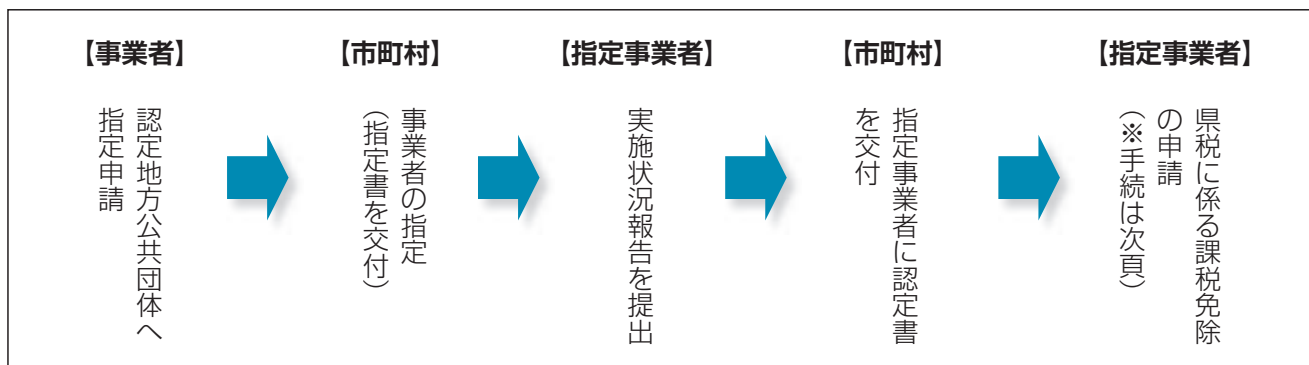 【事業者】
認定地方公共団体へ
指定申請
【市町村】
事業者の指定
（指定書を交付）
【指定事業者】
実施状況報告を提出
【市町村】
指定事業者に認定書
を交付
【指定事業者】
県税に係る課税免除
の申請
（※手続は次頁）